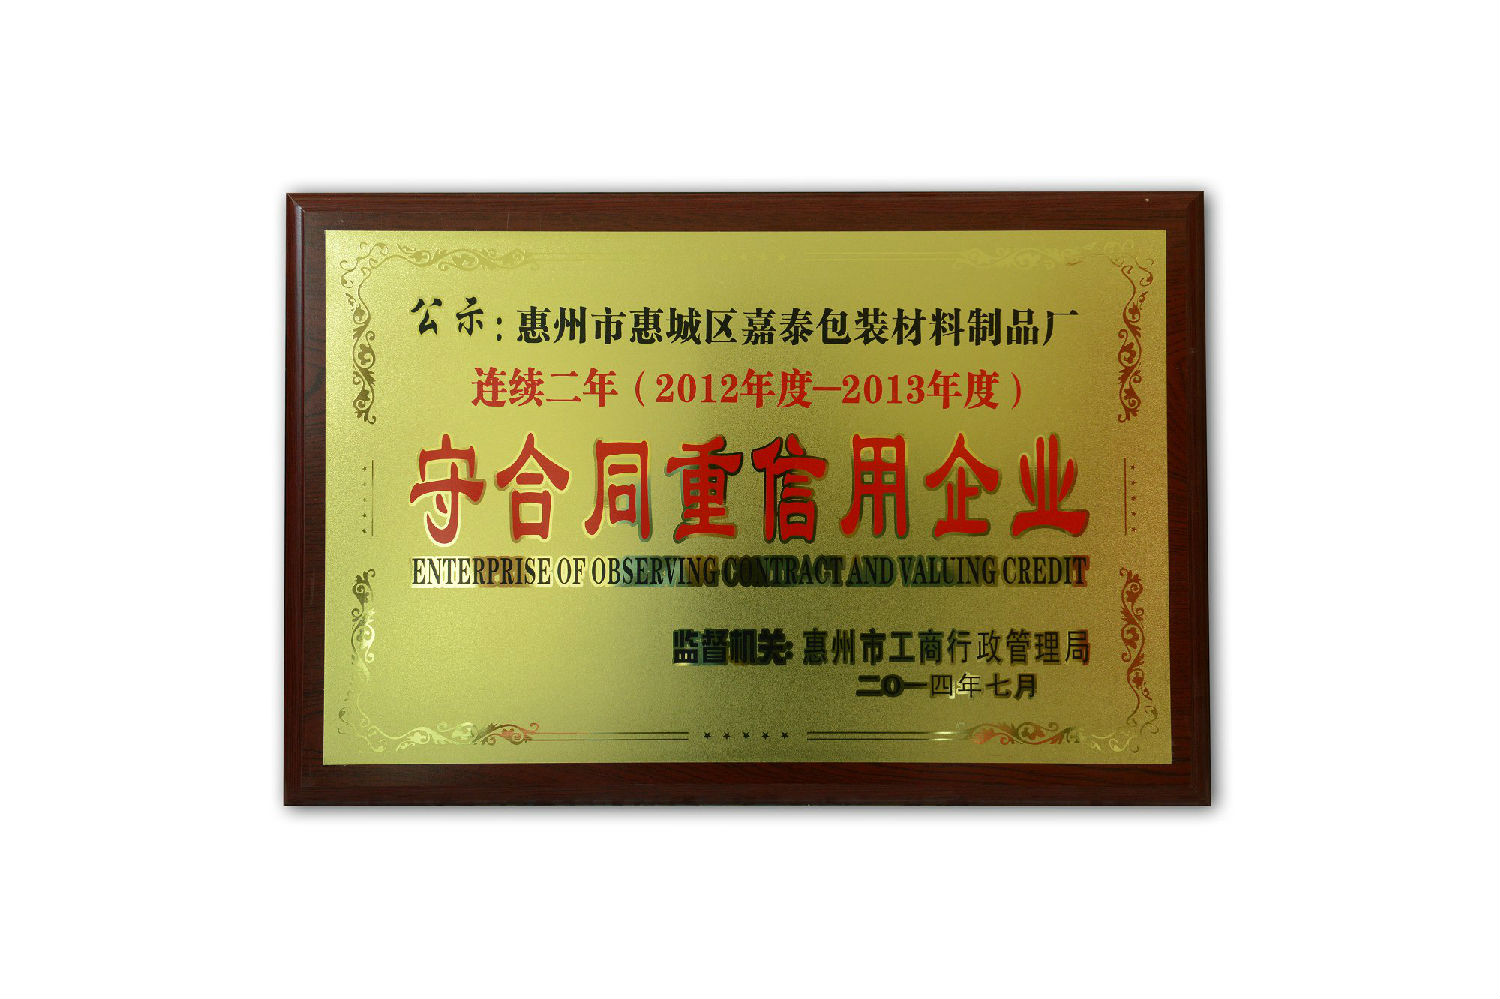 公示：惠州市惠城区嘉泰包装材料制品厂
连续二年（2012年度—2013年度）
守合同重信用企业
ENTERPRISE OF OBSERVING CONTRACT AND VALUING CREDIT
监督机关：惠州市工商行政管理局
二〇一四年七月